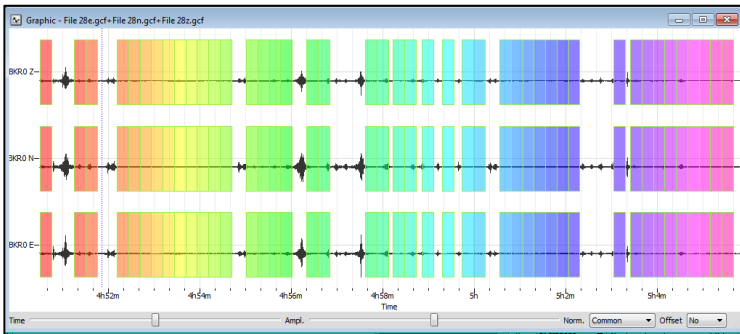 Graphic - File 28e.gcf+File 28n.gcf+File 28z.gcf
BKR0 Z
BKR0 N
BKR0 E
4h52m 4h54m 4h56m 4h58m 5h 5h2m 5h4m
Time
Time Ampl. Norm. Common Offset No